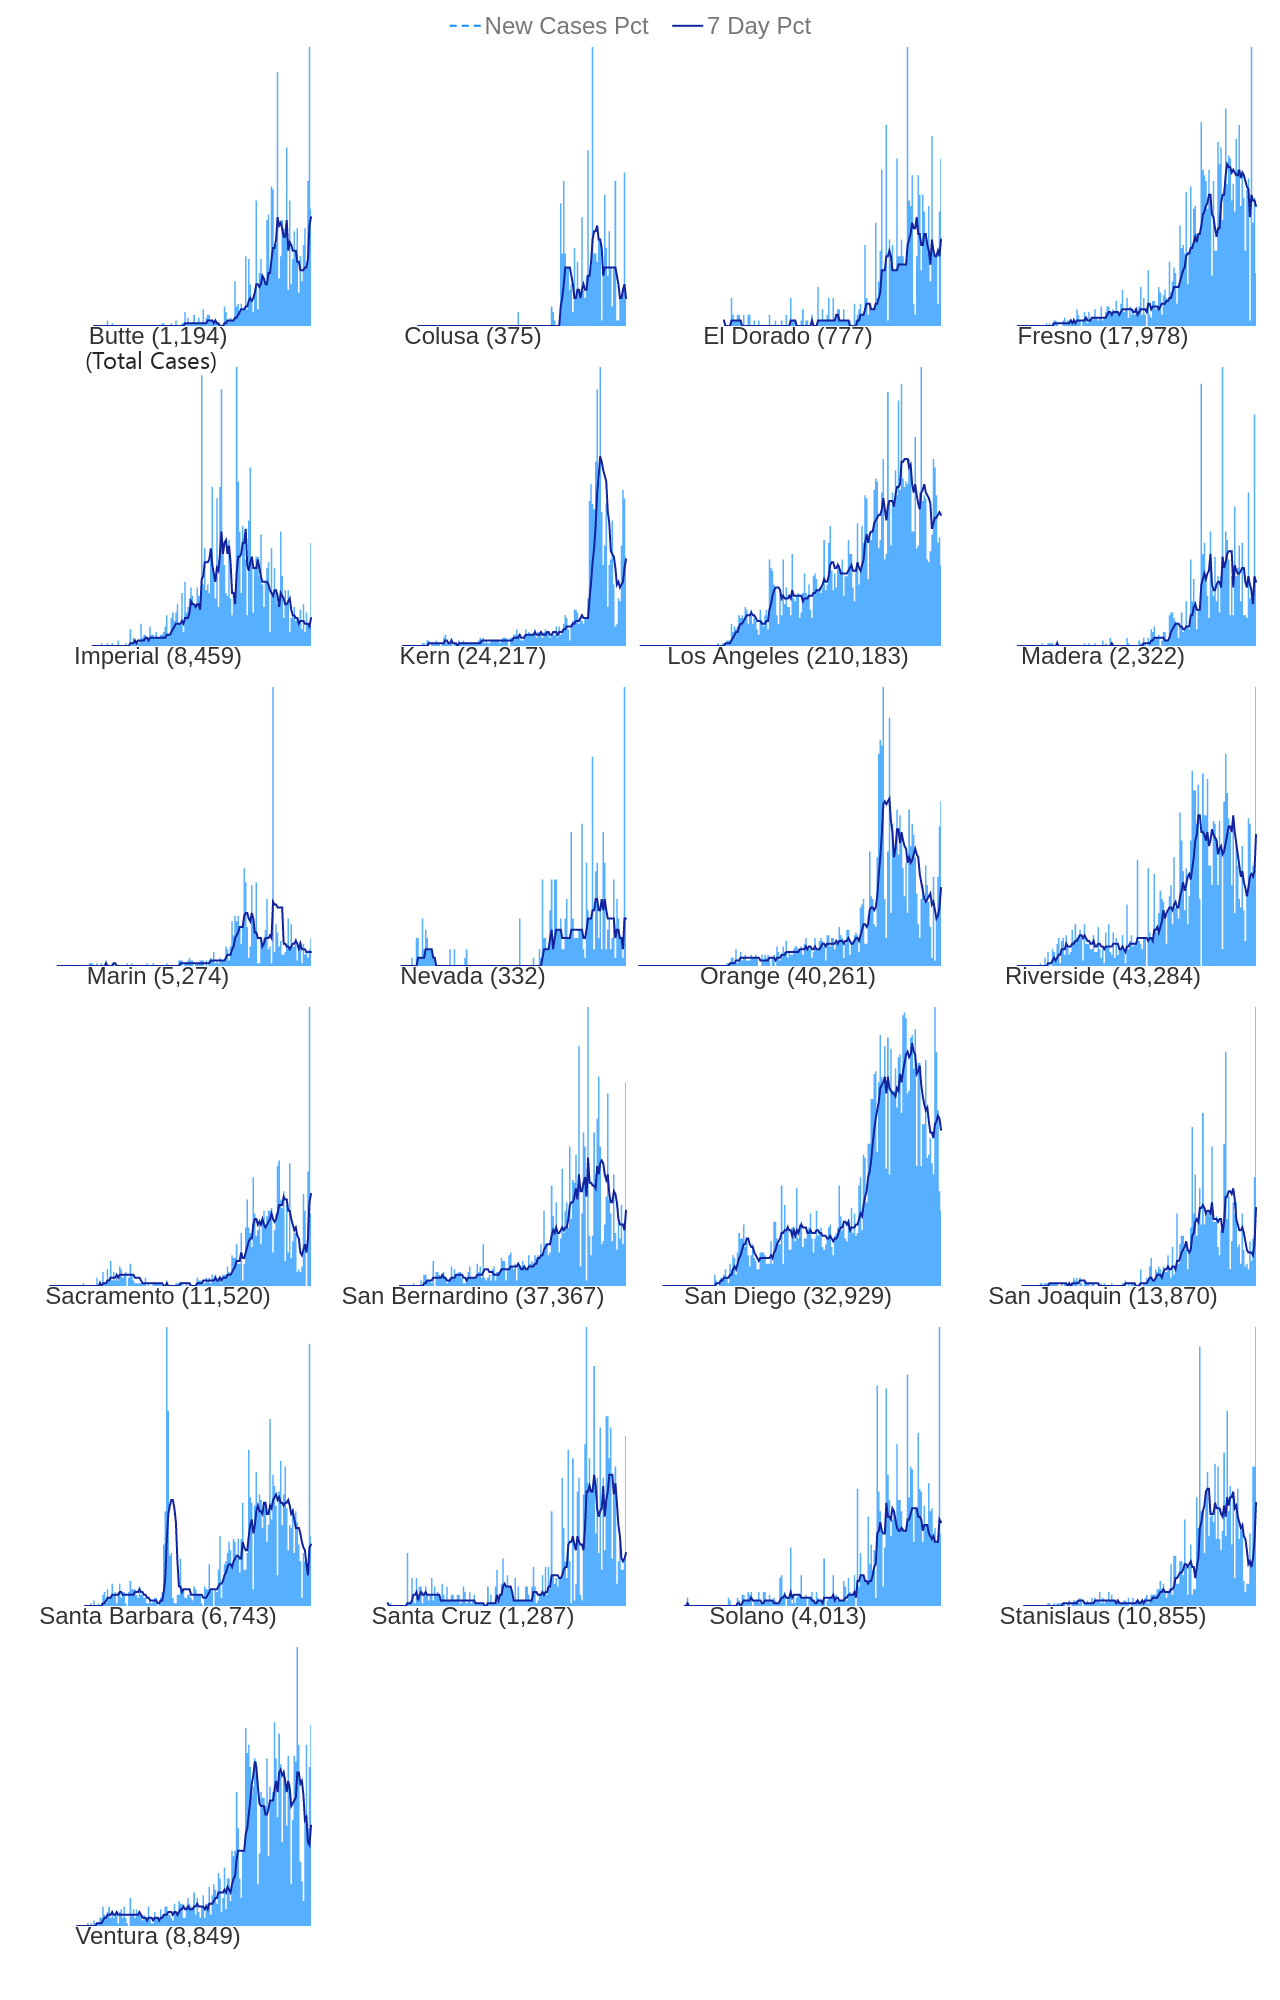 New Cases Pct 7 Day Pct
Butte (1,194) Colusa (375) El Dorado (777) Fresno (17,978)
(Total Cases)
Imperial (8,459) Kern (24,217) Los Angeles (210,183) Madera (2,322)
Marin (5,274) Nevada (332) Orange (40,261) Riverside (43,284)
Sacramento (11,520) San Bernardino (37,367) San Diego (32,929) San Joaquin (13,870)
Santa Barbara (6,743) Santa Cruz (1,287) Solano (4,013) Stanislaus (10,855)
Ventura (8,849)